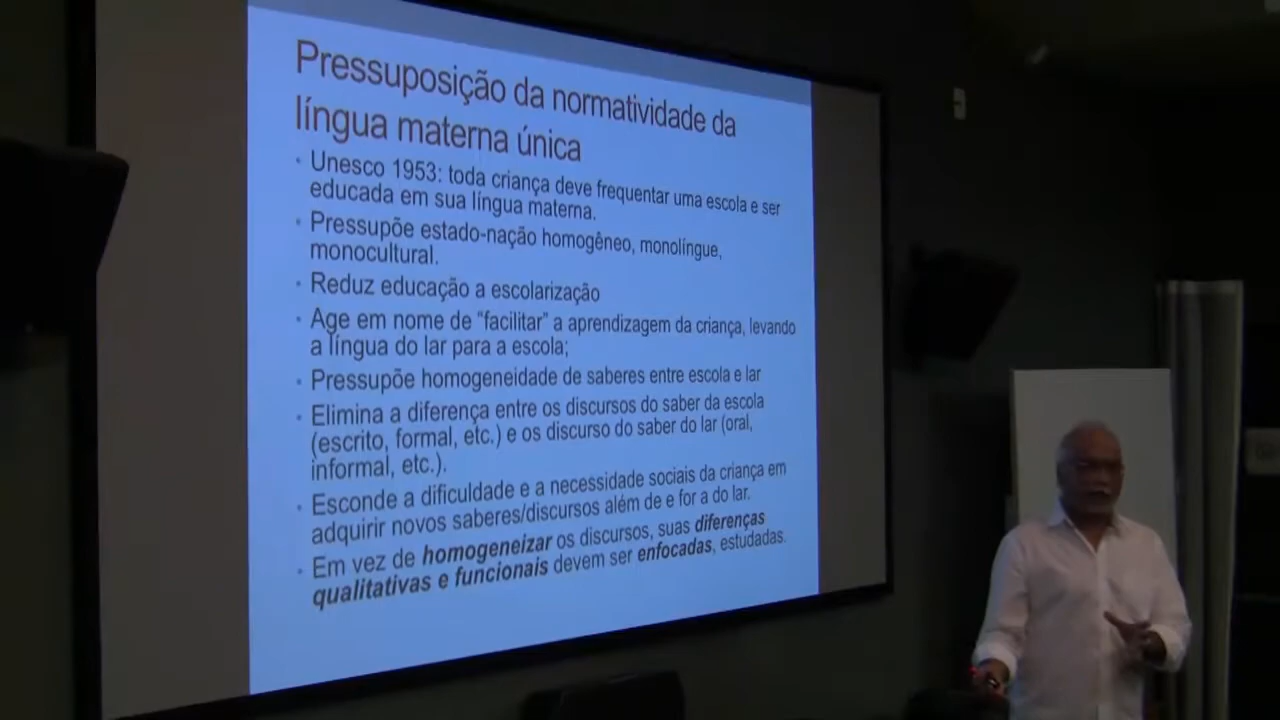 Pressuposição da normatividade da
língua materna única
• Unesco 1953: toda criança deve frequentar uma escola e ser
educada em sua língua materna.
• Pressupõe estado-nação homogêneo, monolíngue,
monocultural.
• Reduz educação a escolarização
• Age em nome de “facilitar” a aprendizagem da criança, levando
a língua do lar para a escola;
• Pressupõe homogeneidade de saberes entre escola e lar
• Elimina a diferença entre os discursos do saber da escola
(escrito, formal, etc.) e os discurso do saber do lar (oral,
informal, etc.).
• Esconde a dificuldade e a necessidade sociais da criança em
adquirir novos saberes/discursos além de e for a do lar.
• Em vez de homogeneizar os discursos, suas diferenças
qualitativas e funcionais devem ser enfocadas, estudadas.